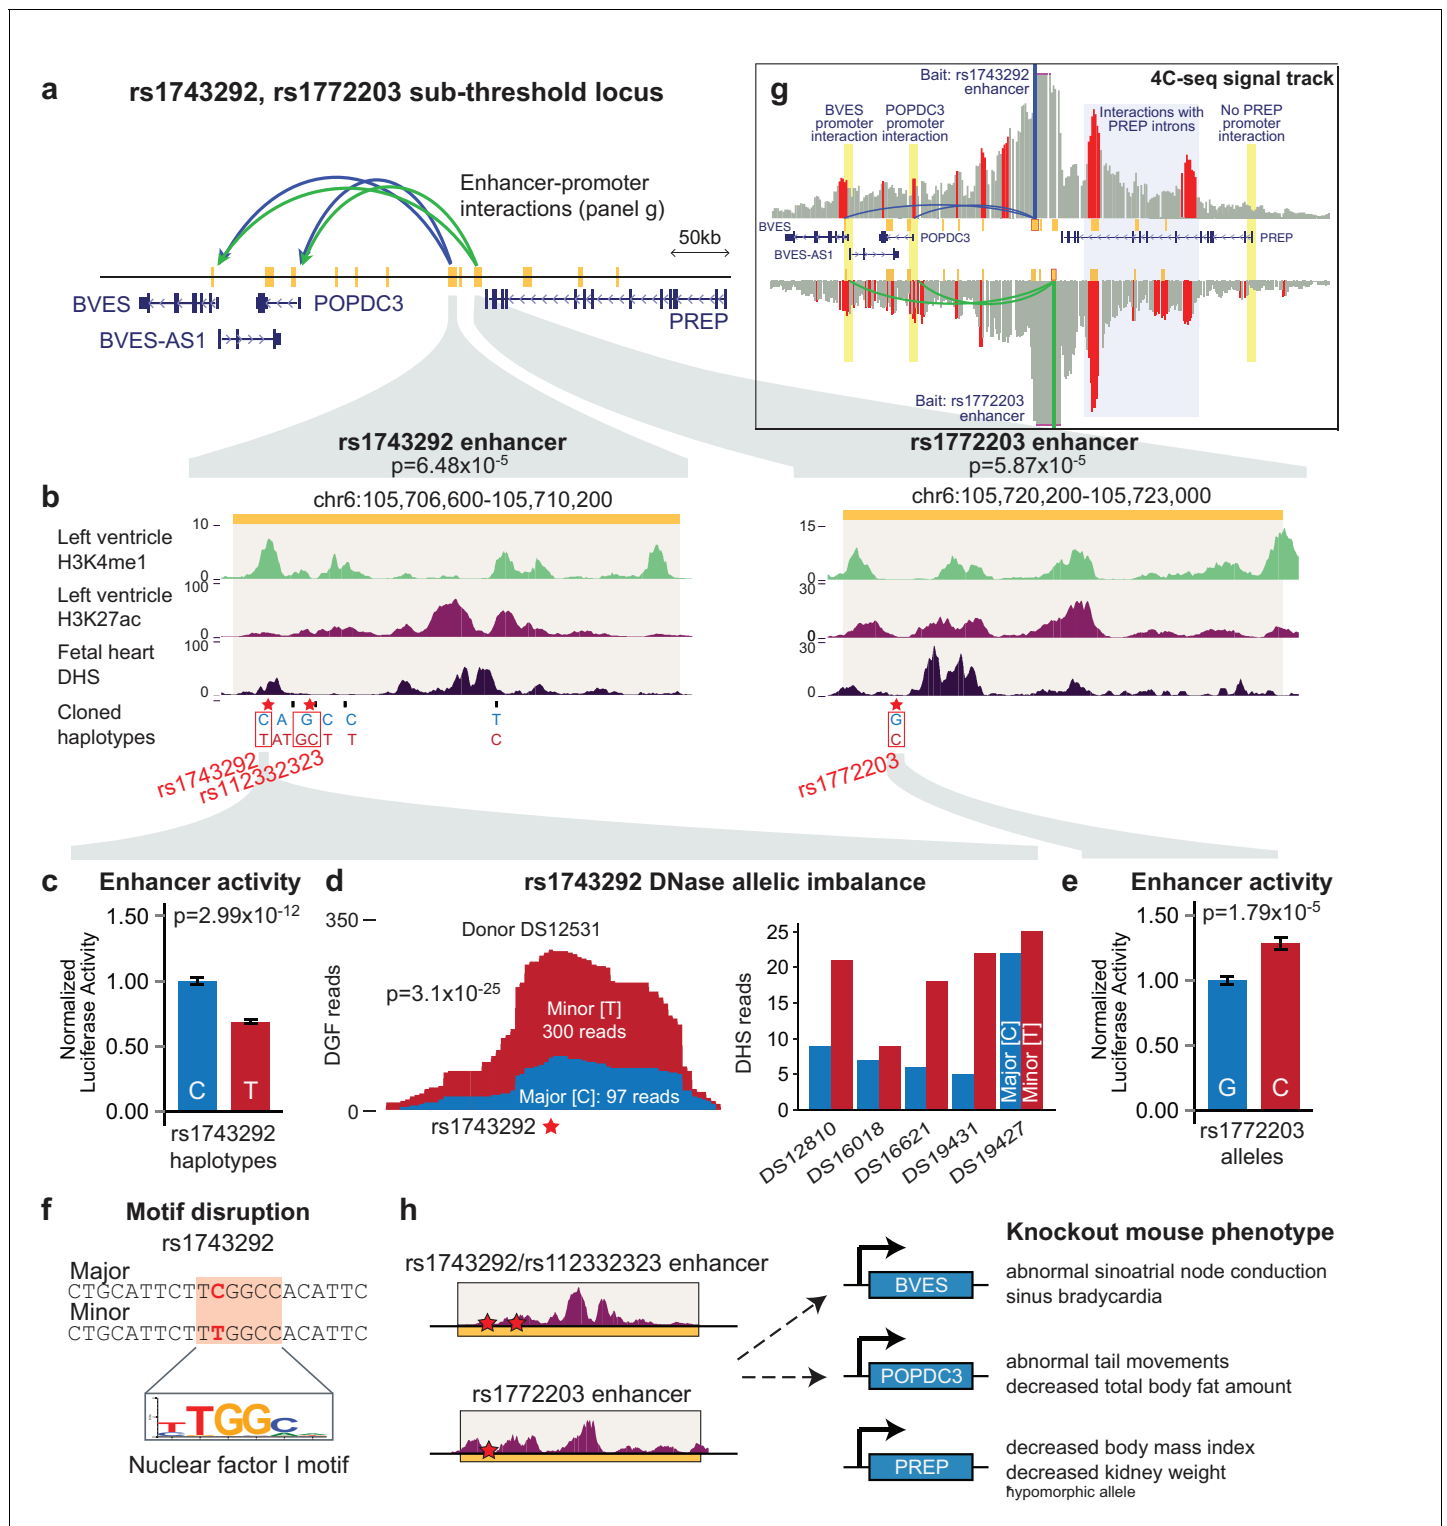 a
rs1743292, rs1772203 sub-threshold locus
Enhancer-promoter
interactions (panel g)
50kb
BVES
POPDC3
PREP
BVES-AS1
g
4C-seq signal track
Bait: rs1743292
enhancer
BVES
promoter
interaction
POPDC3
promoter
interaction
Interactions with
PREP introns
No PREP
promoter
interaction
BVES
POPDC3
PREP
BVES-AS1
Bait: rs1772203
enhancer
rs1743292 enhancer
p=6.48x10-5
rs1772203 enhancer
p=5.87x10-5
b
chr6:105,706,600-105,710,200
chr6:105,720,200-105,723,000
Left ventricle
H3K4me1
10
0
15
0
Left ventricle
H3K27ac
100
0
30
0
Fetal heart
DHS
100
0
30
0
Cloned
haplotypes
C A G C C T
T AT GC T T C
rs1743292
rs112332323
G
C
rs1772203
c
Enhancer activity
p=2.99x10-12
Normalized
Luciferase Activity
1.50
1.00
0.50
0.00
C
T
rs1743292
haplotypes
d
rs1743292 DNase allelic imbalance
DGF reads
350
0
Donor DS12531
p=3.1x10-25
Minor [T]
300 reads
Major [C]: 97 reads
rs1743292
DHS reads
25
20
15
10
5
0
Major [C]
Minor [T]
DS12810
DS16018
DS16621
DS19431
DS19427
e
Enhancer activity
p=1.79x10-5
Normalized
Luciferase Activity
1.50
1.00
0.50
0.00
G
C
rs1772203
alleles
f
Motif disruption
rs1743292
Major
CTGCATTCTTCGGCCACATTC
Minor
CTGCATTCTTTGGCCACATTC
TTGGC
Nuclear factor I motif
h
rs1743292/rs112332323 enhancer
rs1772203 enhancer
Knockout mouse phenotype
BVES
abnormal sinoatrial node conduction
sinus bradycardia
POPDC3
abnormal tail movements
decreased total body fat amount
PREP
decreased body mass index
decreased kidney weight
*hypomorphic allele